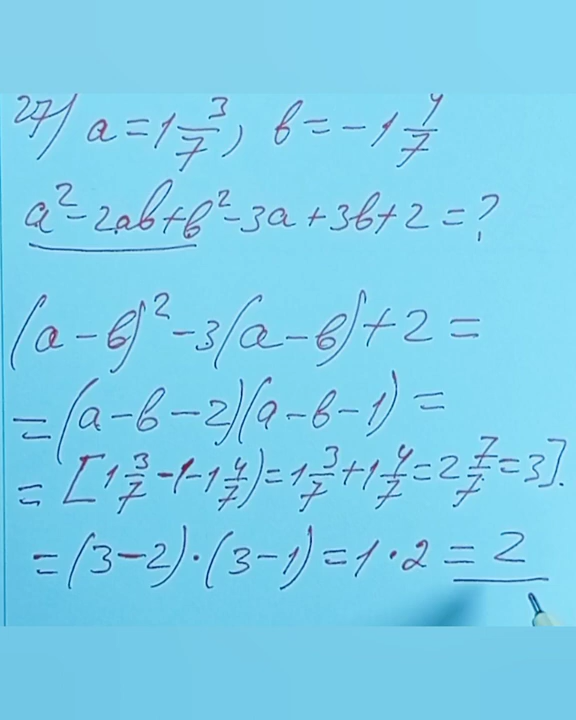 27) a = 1 3/7, b = -1 4/7
a² - 2ab + b² - 3a + 3b + 2 = ?
(a - b)² - 3(a - b) + 2 =
= (a - b - 2)(a - b - 1) =
= [1 3/7 - (-1 4/7) = 1 3/7 + 1 4/7 = 2 7/7 = 3].
= (3 - 2) · (3 - 1) = 1 · 2 = 2